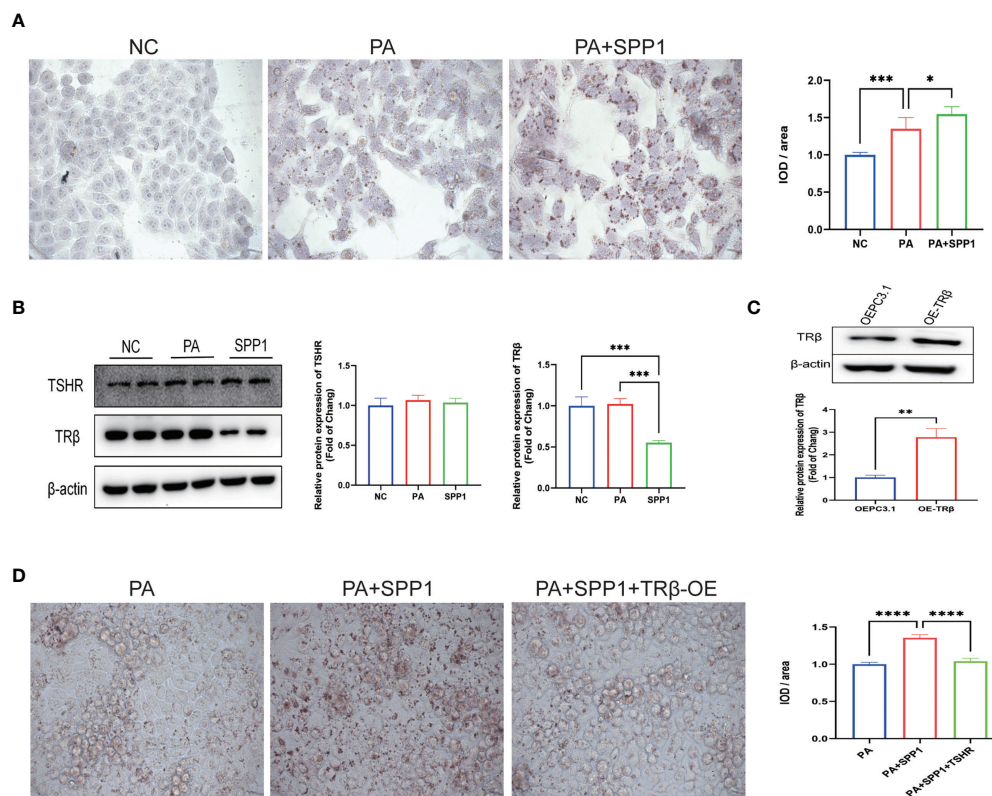 A
NC
PA
PA+SPP1
IOD / area
2.0
1.5
1.0
0.5
0.0
***
*
NC
PA
PA+SPP1
B
NC
PA
SPP1
TSHR
TRβ
β-actin
Relative protein expression of TSHR
(Fold of Chang)
1.5
1.0
0.5
0.0
NC
PA
SPP1
Relative protein expression of TRβ
(Fold of Chang)
1.5
1.0
0.5
0.0
***
***
NC
PA
SPP1
C
OEPC3.1
OE-TRβ
TRβ
β-actin
Relative protein expression of TRβ
(Fold of Chang)
4
3
2
1
0
**
OEPC3.1
OE-TRβ
D
PA
PA+SPP1
PA+SPP1+TRβ-OE
IOD / area
1.5
1.0
0.5
0.0
****
****
PA
PA+SPP1
PA+SPP1+TSHR